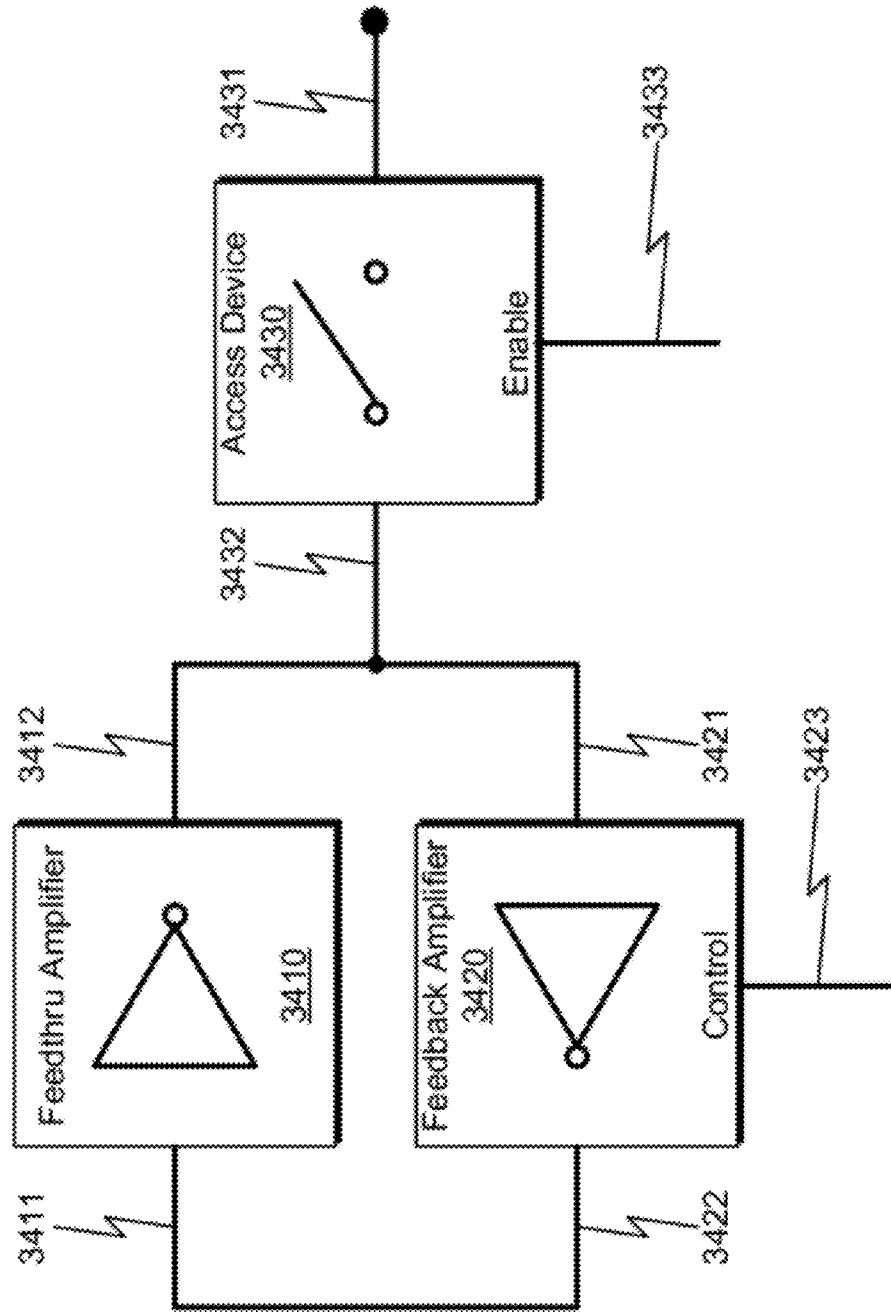 3411
Feedthru Amplifier
3410
3412
3422
Feedback Amplifier
3420
Control
3421
3423
3432
Access Device
3430
Enable
3431
3433